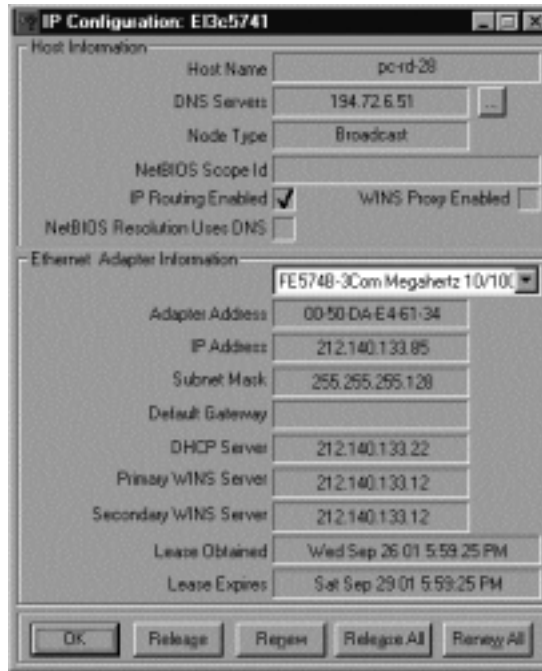 IP Configuration: El3c5741
Host Information
Host Name pc-rd-28
DNS Servers 194.72.6.51 ...
Node Type Broadcast
NetBIOS Scope Id
IP Routing Enabled WINS Proxy Enabled
NetBIOS Resolution Uses DNS
Ethernet Adapter Information
FE574B-3Com Megahertz 10/100
Adapter Address 00-50-DA-E4-61-34
IP Address 212.140.133.85
Subnet Mask 255.255.255.128
Default Gateway
DHCP Server 212.140.133.22
Primary WINS Server 212.140.133.12
Secondary WINS Server 212.140.133.12
Lease Obtained Wed Sep 26 01 5:59:25 PM
Lease Expires Sat Sep 29 01 5:59:25 PM
OK Release Renew Release All Renew All